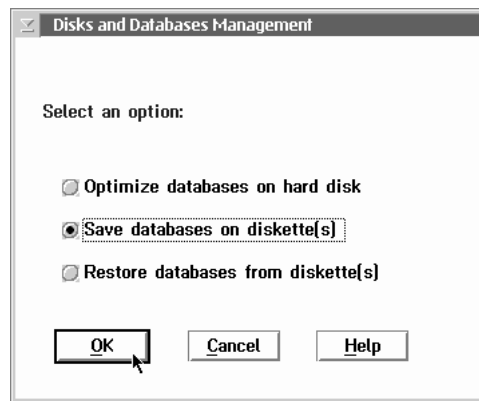 Disks and Databases Management
Select an option:
Optimize databases on hard disk
Save databases on diskette(s)
Restore databases from diskette(s)
OK Cancel Help